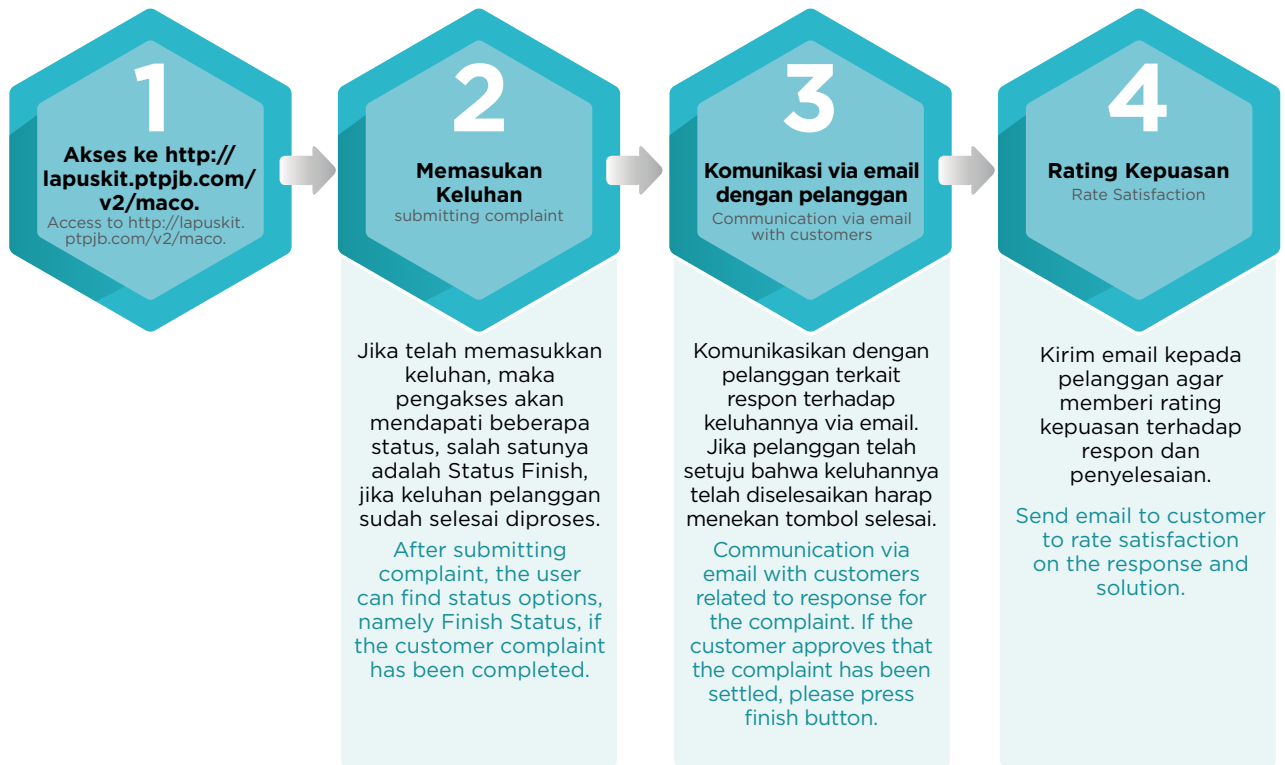 1
Akses ke http://
lapuskit.ptpjb.com/
v2/maco.
Access to http://lapuskit.
ptpjb.com/v2/maco.
2
Memasukan
Keluhan
submitting complaint
Jika telah memasukkan
keluhan, maka
pengakses akan
mendapati beberapa
status, salah satunya
adalah Status Finish,
jika keluhan pelanggan
sudah selesai diproses.
After submitting
complaint, the user
can find status options,
namely Finish Status, if
the customer complaint
has been completed.
3
Komunikasi via email
dengan pelanggan
Communication via email
with customers
Komunikasikan dengan
pelanggan terkait
respon terhadap
keluhannya via email.
Jika pelanggan telah
setuju bahwa keluhannya
telah diselesaikan harap
menekan tombol selesai.
Communication via
email with customers
related to response for
the complaint. If the
customer approves that
the complaint has been
settled, please press
finish button.
4
Rating Kepuasan
Rate Satisfaction
Kirim email kepada
pelanggan agar
memberi rating
kepuasan terhadap
respon dan
penyelesaian.
Send email to customer
to rate satisfaction
on the response and
solution.